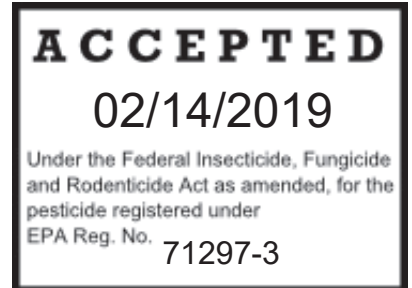 ACCEPTED
02/14/2019
Under the Federal Insecticide, Fungicide
and Rodenticide Act as amended, for the
pesticide registered under
EPA Reg. No. 71297-3